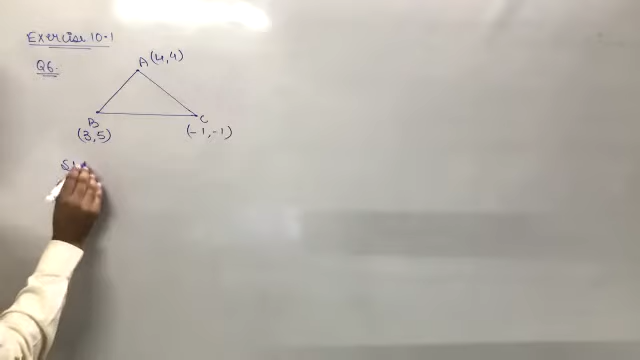 Exercise 10.1
Q6.
A (4,4)
B
(3,5)
C
(-1,-1)